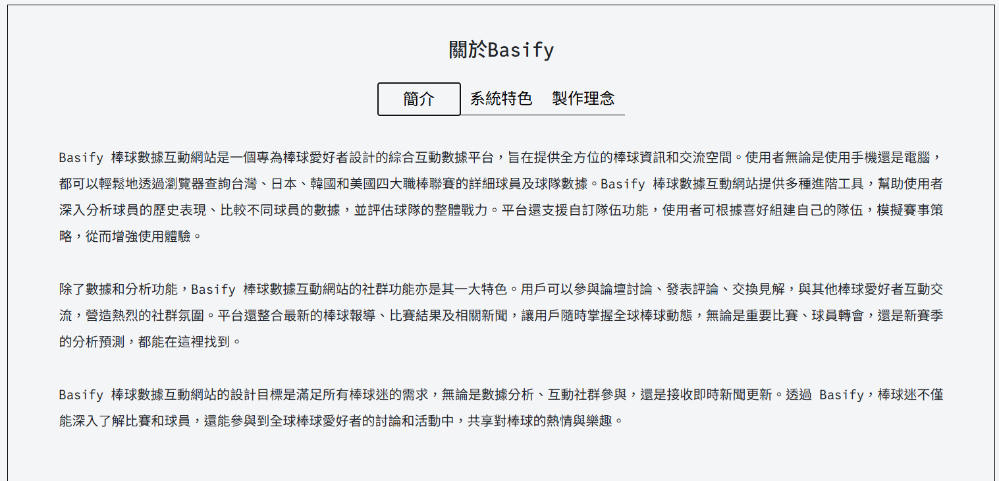 關於Basify
簡介 系統特色 製作理念
Basify 棒球數據互動網站是一個專為棒球愛好者設計的綜合互動數據平台，旨在提供全方位的棒球資訊和交流空間。使用者無論是使用手機還是電腦，
都可以輕鬆地透過瀏覽器查詢台灣、日本、韓國和美國四大職棒聯賽的詳細球員及球隊數據。Basify 棒球數據互動網站提供多種進階工具，幫助使用者
深入分析球員的歷史表現、比較不同球員的數據，並評估球隊的整體戰力。平台還支援自訂隊伍功能，使用者可根據喜好組建自己的隊伍，模擬賽事策
略，從而增強使用體驗。
除了數據和分析功能，Basify 棒球數據互動網站的社群功能亦是其一大特色。用戶可以參與論壇討論、發表評論、交換見解，與其他棒球愛好者互動交
流，營造熱烈的社群氛圍。平台還整合最新的棒球報導、比賽結果及相關新聞，讓用戶隨時掌握全球棒球動態，無論是重要比賽、球員轉會，還是新賽季
的分析預測，都能在這裡找到。
Basify 棒球數據互動網站的設計目標是滿足所有棒球迷的需求，無論是數據分析、互動社群參與，還是接收即時新聞更新。透過 Basify，棒球迷不僅
能深入了解比賽和球員，還能參與到全球棒球愛好者的討論和活動中，共享對棒球的熱情與樂趣。